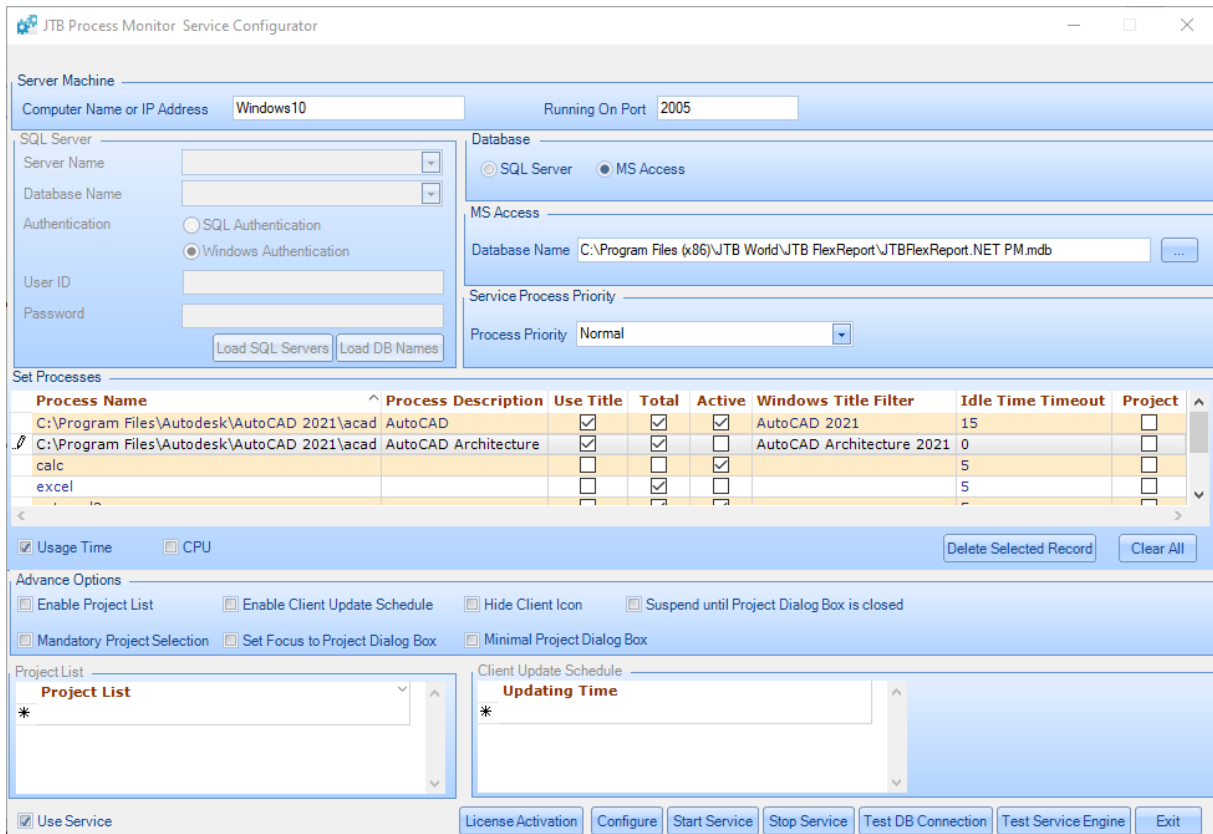 JTB Process Monitor Service Configurator
Server Machine
Computer Name or IP Address Windows10 Running On Port 2005
SQL Server
Server Name
Database Name
Authentication
SQL Authentication
Windows Authentication
User ID
Password
Load SQL Servers Load DB Names
Database
SQL Server MS Access
MS Access
Database Name C:\Program Files (x86)\JTB World\JTB FlexReport\JTBFlexReport.NET PM.mdb ...
Service Process Priority
Process Priority Normal
Set Processes
Process Name Process Description Use Title Total Active Windows Title Filter Idle Time Timeout Project
C:\Program Files\Autodesk\AutoCAD 2021\acad AutoCAD AutoCAD 2021 15
C:\Program Files\Autodesk\AutoCAD 2021\acad AutoCAD Architecture AutoCAD Architecture 2021 0
calc 5
excel 5
Usage Time CPU Delete Selected Record Clear All
Advance Options
Enable Project List Enable Client Update Schedule Hide Client Icon Suspend until Project Dialog Box is closed
Mandatory Project Selection Set Focus to Project Dialog Box Minimal Project Dialog Box
Project List
Project List
Client Update Schedule
Updating Time
Use Service License Activation Configure Start Service Stop Service Test DB Connection Test Service Engine Exit